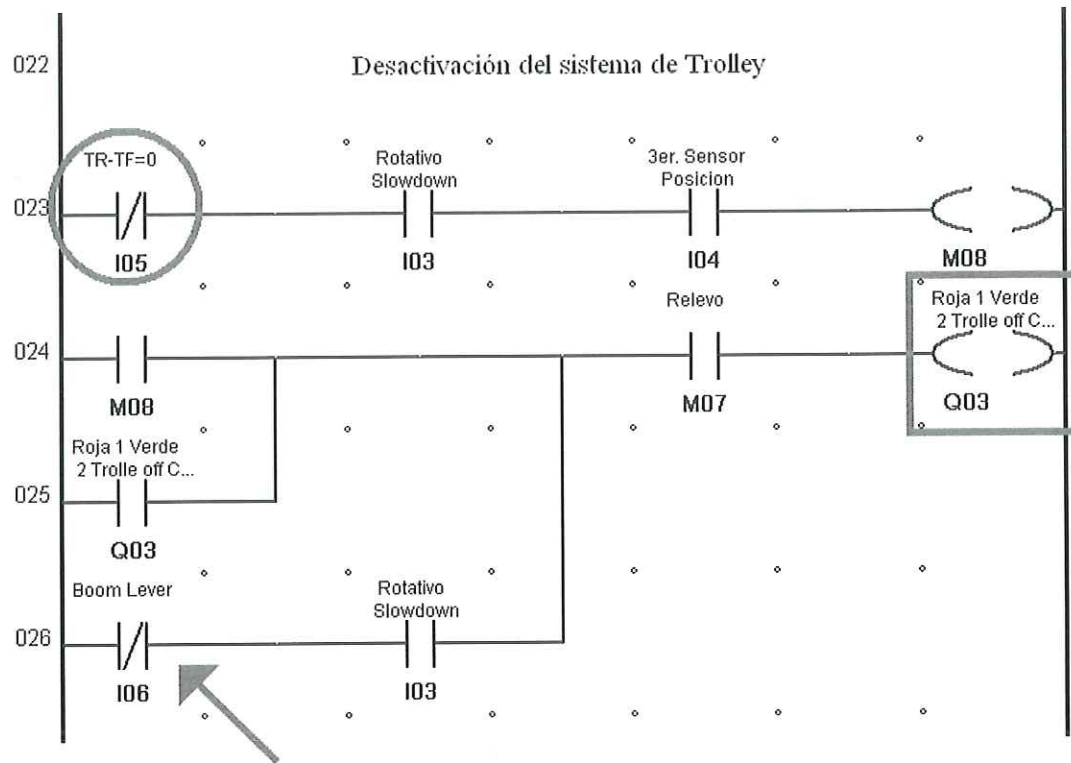 022
Desactivación del sistema de Trolley
TR-TF=0
Rotativo
Slowdown
3er. Sensor
Posicion
023
I05
I03
I04
M08
Relevo
Roja 1 Verde
2 Trolle off C...
024
M08
M07
Q03
Roja 1 Verde
2 Trolle off C...
025
Q03
Boom Lever
Rotativo
Slowdown
026
I06
I03